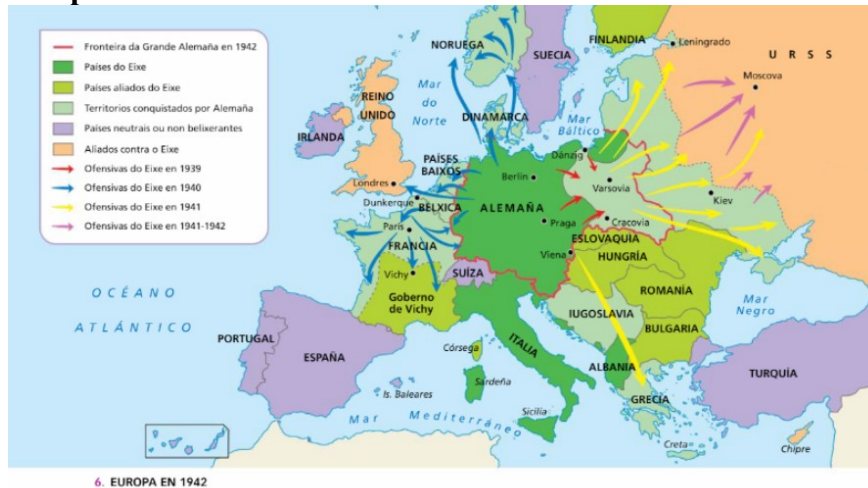 Fronteira da Grande Alemaña en 1942
Países do Eixe
Países aliados do Eixe
Territorios conquistados por Alemaña
Países neutrais ou non belixerantes
Aliados contra o Eixe
Ofensivas do Eixe en 1939
Ofensivas do Eixe en 1940
Ofensivas do Eixe en 1941
Ofensivas do Eixe en 1941-1942
NORUEGA
SUECIA
FINLANDIA
Leningrado
U R S S
Moscova
Mar
do
Norte
REINO
UNIDO
IRLANDA
DINAMARCA
Mar
Báltico
Dánzig
PAÍSES
BAIXOS
Londres
Dunkerque
BÉLXICA
Berlín
Varsovia
ALEMAÑA
Praga
Cracovia
Kiev
París
FRANCIA
ESLOVAQUIA
Viena
HUNGRÍA
Vichy
SUÍZA
Goberno
de Vichy
ROMANÍA
Mar
Negro
OCÉANO
ATLÁNTICO
IUGOSLAVIA
BULGARIA
PORTUGAL
ESPAÑA
Córsega
ITALIA
ALBANIA
TURQUÍA
Is. Baleares
Sardeña
GRECÍA
Mar Mediterráneo
Sicilia
Creta
Chipre
6. EUROPA EN 1942